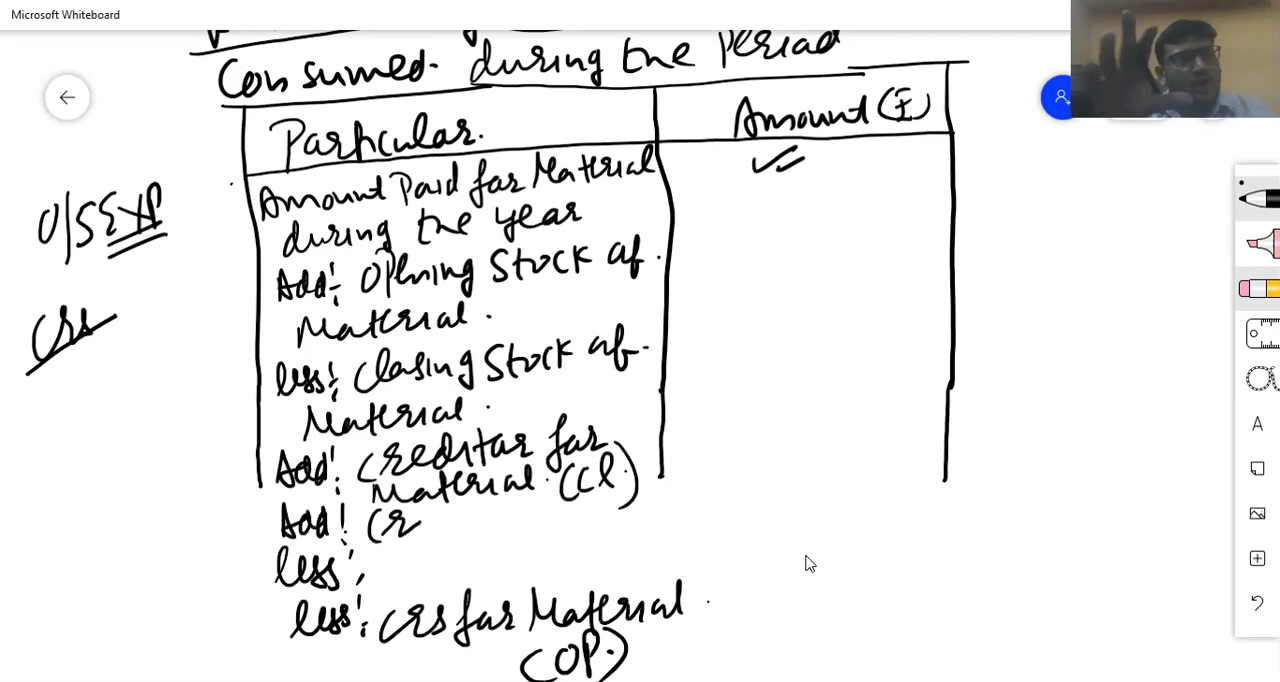 Microsoft Whiteboard
Consumed. during the Period
Particular.
Amount (₹)
Amount Paid for Material
during the year
Add:- Opening Stock of
Material.
less:- Closing Stock of
Material.
Add: Creditor for
Material. (Cl.)
Add: Cr
less:
less: Crs for Material
(OP.)
O/S EXP
Crs
A